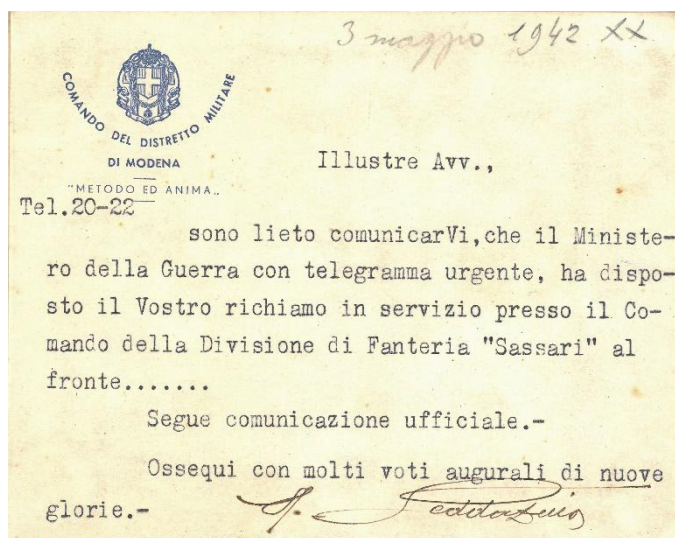 3 maggio 1942 XX
COMANDO DEL DISTRETTO MILITARE
DI MODENA
"METODO ED ANIMA„
Illustre Avv.,
Tel.20-22
sono lieto comunicarVi,che il Ministe-
ro della Guerra con telegramma urgente, ha dispo-
sto il Vostro richiamo in servizio presso il Co-
mando della Divisione di Fanteria "Sassari" al
fronte.......
Segue comunicazione ufficiale.-
Ossequi con molti voti augurali di nuove
glorie.-